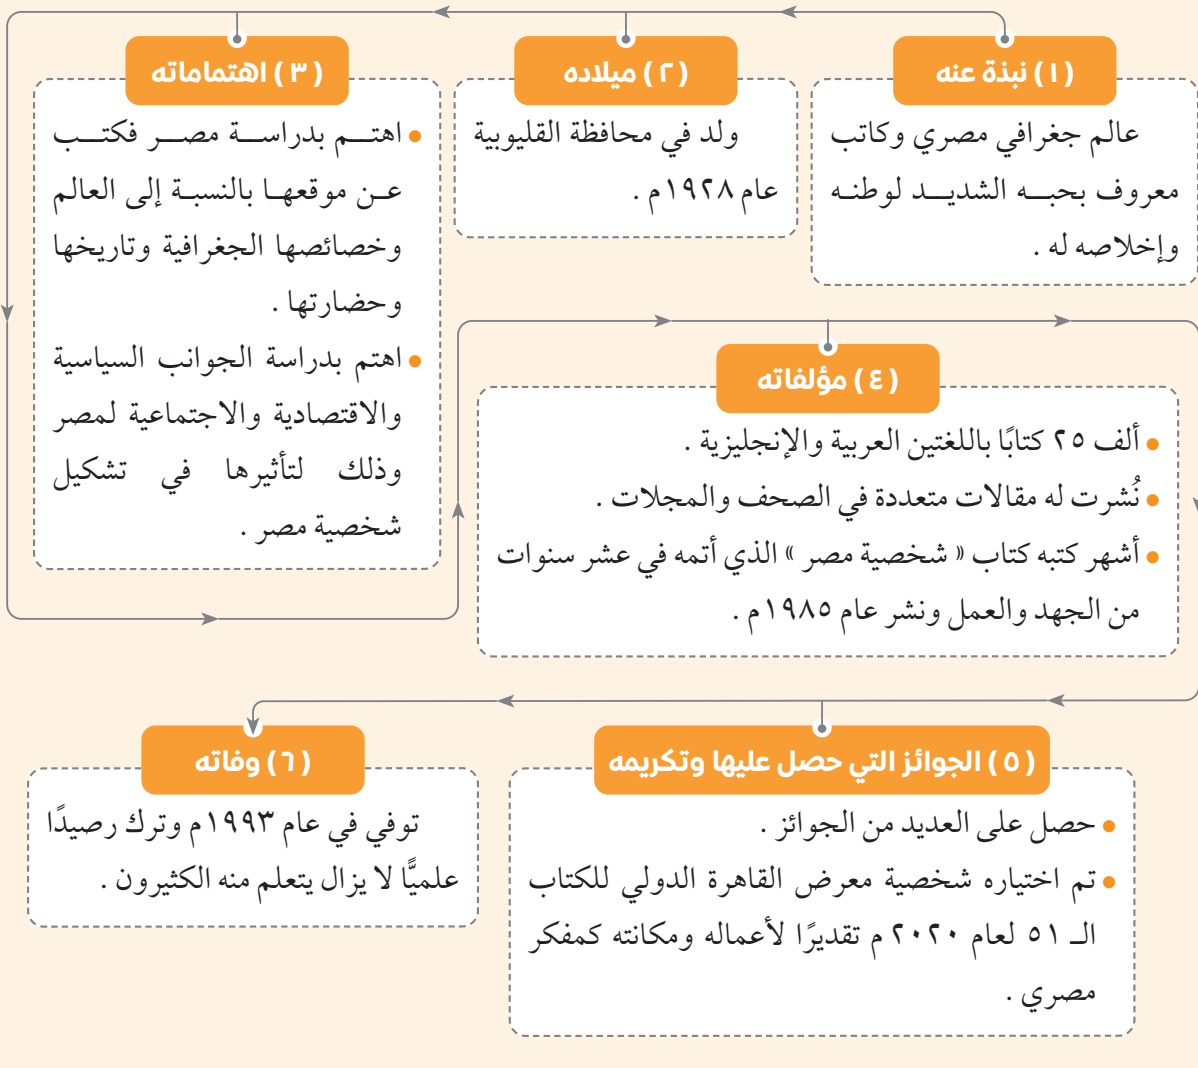 (١) نبذة عنه
عالم جغرافي مصري وكاتب
معروف بحبه الشديد لوطنه
وإخلاصه له .
(٢) ميلاده
ولد في محافظة القليوبية
عام ١٩٢٨م .
(٣) اهتماماته
• اهتم بدراسة مصر فكتب
عن موقعها بالنسبة إلى العالم
وخصائصها الجغرافية وتاريخها
وحضارتها .
• اهتم بدراسة الجوانب السياسية
والاقتصادية والاجتماعية لمصر
وذلك لتأثيرها في تشكيل
شخصية مصر .
(٤) مؤلفاته
• ألف ٢٥ كتابًا باللغتين العربية والإنجليزية .
• نُشرت له مقالات متعددة في الصحف والمجلات .
• أشهر كتبه كتاب « شخصية مصر » الذي أتمه في عشر سنوات
من الجهد والعمل ونشر عام ١٩٨٥م .
(٥) الجوائز التي حصل عليها وتكريمه
• حصل على العديد من الجوائز .
• تم اختياره شخصية معرض القاهرة الدولي للكتاب
الـ ٥١ لعام ٢٠٢٠ م تقديرًا لأعماله ومكانته كمفكر
مصري .
(٦) وفاته
توفي في عام ١٩٩٣م وترك رصيدًا
علميًّا لا يزال يتعلم منه الكثيرون .